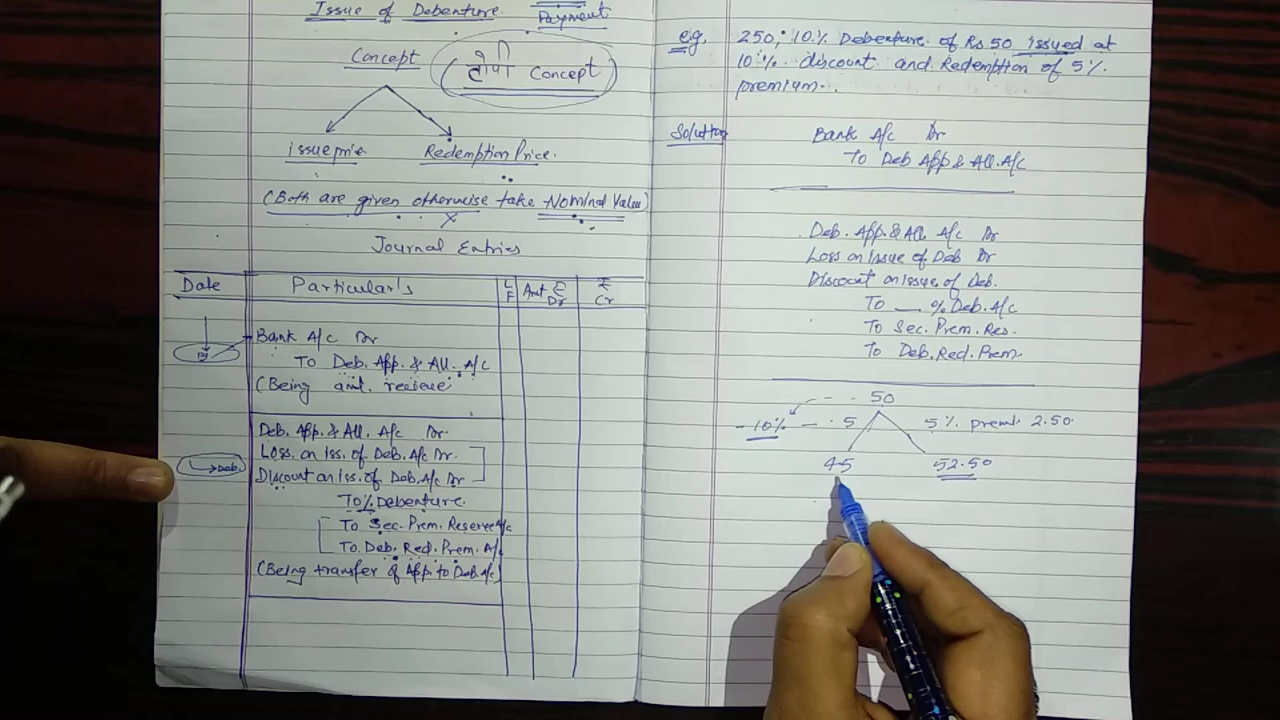 Issue of Debenture
Payment
Concept
टोपी Concept
issue price
Redemption Price.
(Both are given otherwise take Nominal Value)
X
Journal Entries
Date
Particular's
L F
Amt ₹ Dr
₹ Cr
Bank A/c Dr
To Deb. App. & All. A/c
(Being amt. receive)
Deb. App. & All. A/c Dr.
Loss on Iss. of Deb. A/c Dr.
Discount on Iss. of Deb. A/c Dr
→ Deb.
To % Debenture.
To Sec. Prem. Reserve A/c
To Deb. Red. Prem. A/c
(Being transfer of App. to Deb. A/c)
e.g. 250, 10% Debenture of Rs 50 issued at
10% discount and Redemption of 5%
premium.
Solution
Bank A/c Dr
To Deb App & All. A/c
Deb. App. & All A/c Dr
Loss on Issue of Deb Dr
Discount on issue of Deb.
To __ % Deb. A/c
To Sec. Prem. Res.
To Deb. Red. Prem.
50
- 10% - 5
5% prem. 2.50
45
52.50